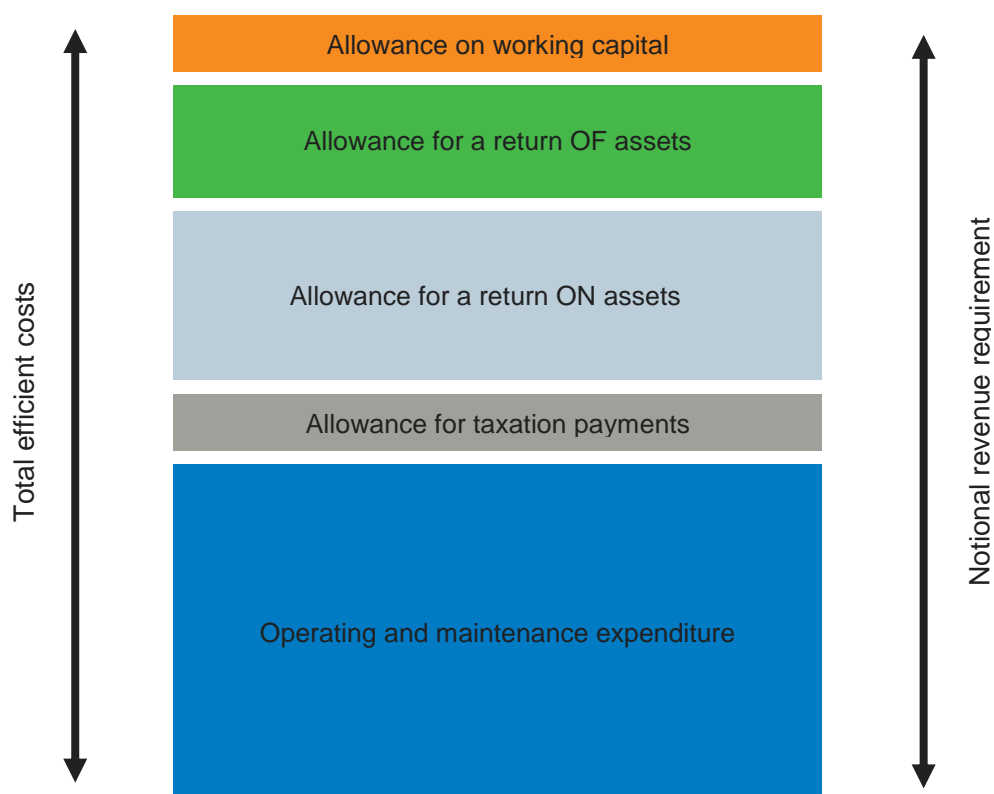 Allowance on working capital
Allowance for a return OF assets
Allowance for a return ON assets
Allowance for taxation payments
Operating and maintenance expenditure
Total efficient costs
Notional revenue requirement